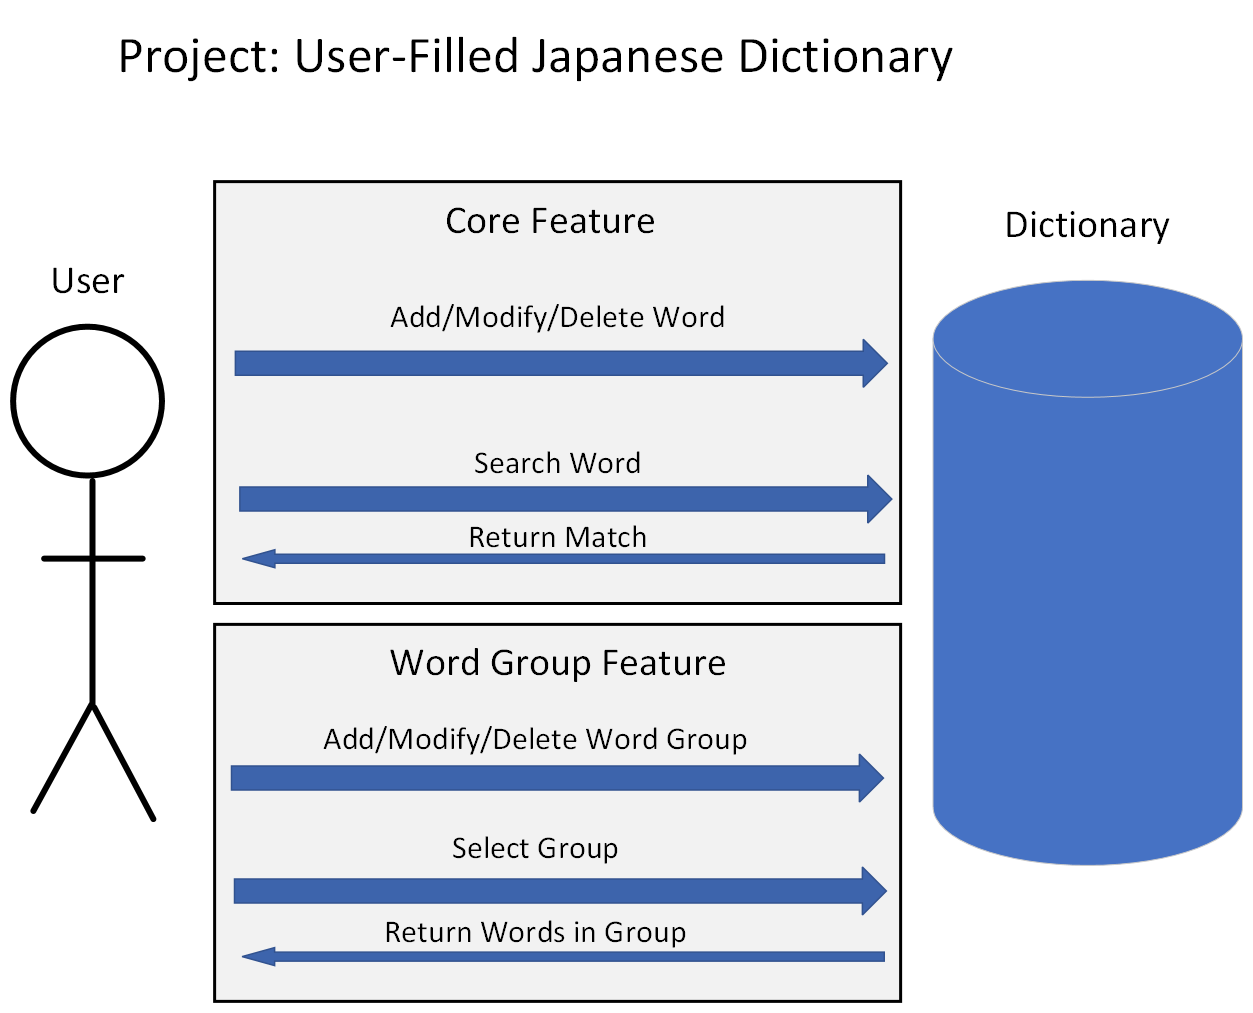 Project: User-Filled Japanese Dictionary
User
Core Feature
Add/Modify/Delete Word
Search Word
Return Match
Word Group Feature
Add/Modify/Delete Word Group
Select Group
Return Words in Group
Dictionary